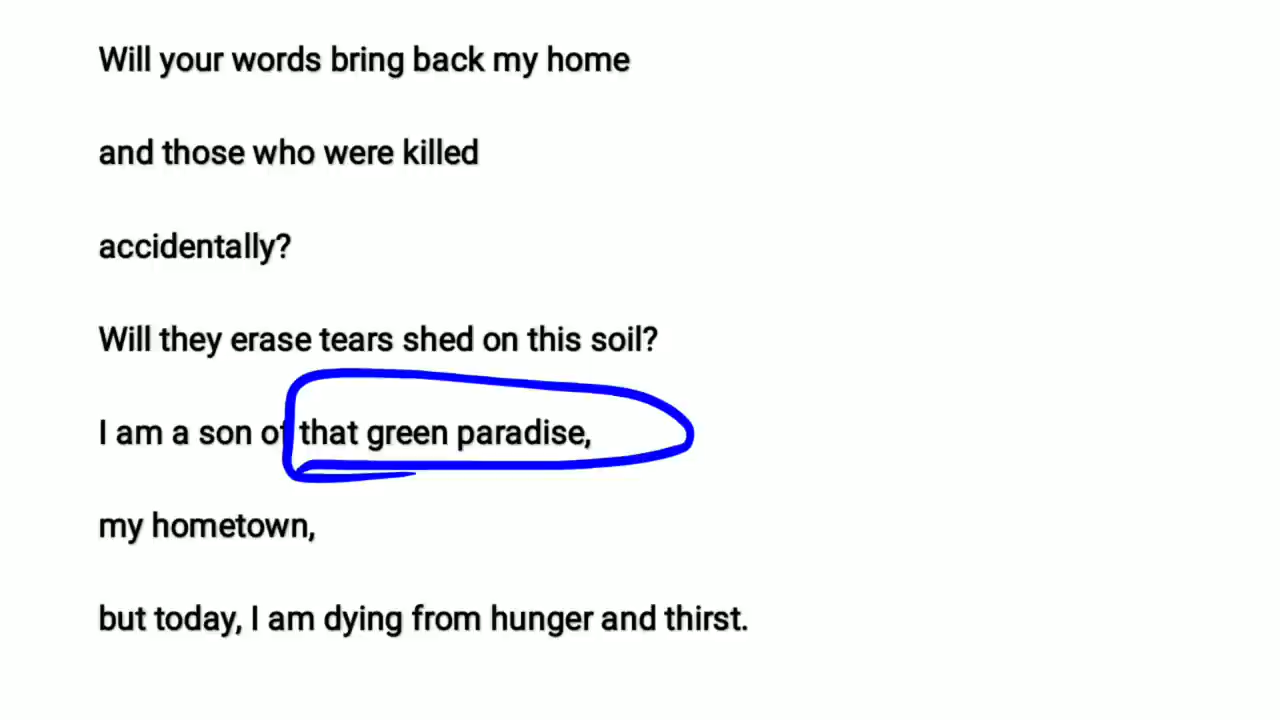 Will your words bring back my home
and those who were killed
accidentally?
Will they erase tears shed on this soil?
I am a son of that green paradise,
my hometown,
but today, I am dying from hunger and thirst.